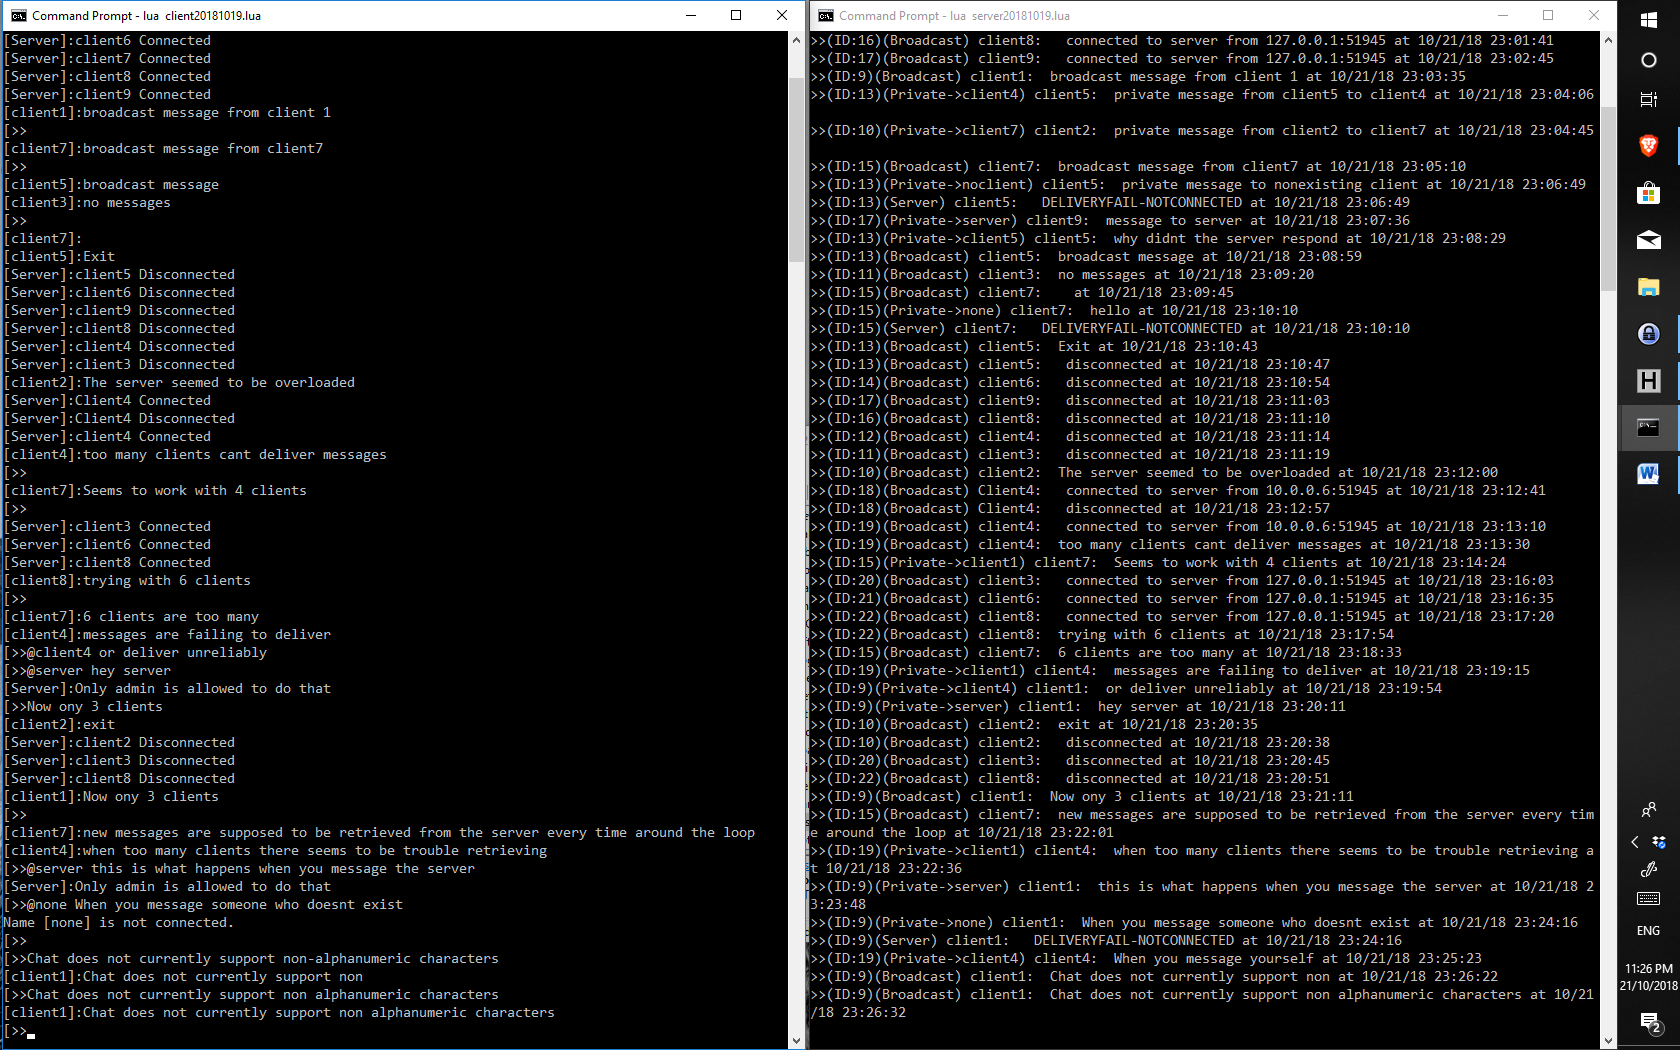 Command Prompt - lua  client20181019.lua
[Server]:client6 Connected
[Server]:client7 Connected
[Server]:client8 Connected
[Server]:client9 Connected
[client1]:broadcast message from client 1
[>>
[client7]:broadcast message from client7
[>>
[client5]:broadcast message
[client3]:no messages
[>>
[client7]:
[client5]:Exit
[Server]:client5 Disconnected
[Server]:client6 Disconnected
[Server]:client9 Disconnected
[Server]:client8 Disconnected
[Server]:client4 Disconnected
[Server]:client3 Disconnected
[client2]:The server seemed to be overloaded
[Server]:Client4 Connected
[Server]:Client4 Disconnected
[Server]:client4 Connected
[client4]:too many clients cant deliver messages
[>>
[client7]:Seems to work with 4 clients
[>>
[Server]:client3 Connected
[Server]:client6 Connected
[Server]:client8 Connected
[client8]:trying with 6 clients
[>>
[client7]:6 clients are too many
[client4]:messages are failing to deliver
[>>@client4 or deliver unreliably
[>>@server hey server
[Server]:Only admin is allowed to do that
[>>Now ony 3 clients
[client2]:exit
[Server]:client2 Disconnected
[Server]:client3 Disconnected
[Server]:client8 Disconnected
[client1]:Now ony 3 clients
[>>
[client7]:new messages are supposed to be retrieved from the server every time around the loop
[client4]:when too many clients there seems to be trouble retrieving
[>>@server this is what happens when you message the server
[Server]:Only admin is allowed to do that
[>>@none When you message someone who doesnt exist
Name [none] is not connected.
[>>
[>>Chat does not currently support non-alphanumeric characters
[client1]:Chat does not currently support non
[>>Chat does not currently support non alphanumeric characters
[client1]:Chat does not currently support non alphanumeric characters
[>>
Command Prompt - lua  server20181019.lua
>>(ID:16)(Broadcast) client8:   connected to server from 127.0.0.1:51945 at 10/21/18 23:01:41
>>(ID:17)(Broadcast) client9:   connected to server from 127.0.0.1:51945 at 10/21/18 23:02:45
>>(ID:9)(Broadcast) client1:  broadcast message from client 1 at 10/21/18 23:03:35
>>(ID:13)(Private->client4) client5:  private message from client5 to client4 at 10/21/18 23:04:06
>>(ID:10)(Private->client7) client2:  private message from client2 to client7 at 10/21/18 23:04:45
>>(ID:15)(Broadcast) client7:  broadcast message from client7 at 10/21/18 23:05:10
>>(ID:13)(Private->noclient) client5:  private message to nonexisting client at 10/21/18 23:06:49
>>(ID:13)(Server) client5:   DELIVERYFAIL-NOTCONNECTED at 10/21/18 23:06:49
>>(ID:17)(Private->server) client9:  message to server at 10/21/18 23:07:36
>>(ID:13)(Private->client5) client5:  why didnt the server respond at 10/21/18 23:08:29
>>(ID:13)(Broadcast) client5:  broadcast message at 10/21/18 23:08:59
>>(ID:11)(Broadcast) client3:  no messages at 10/21/18 23:09:20
>>(ID:15)(Broadcast) client7:    at 10/21/18 23:09:45
>>(ID:15)(Private->none) client7:  hello at 10/21/18 23:10:10
>>(ID:15)(Server) client7:   DELIVERYFAIL-NOTCONNECTED at 10/21/18 23:10:10
>>(ID:13)(Broadcast) client5:  Exit at 10/21/18 23:10:43
>>(ID:13)(Broadcast) client5:   disconnected at 10/21/18 23:10:47
>>(ID:14)(Broadcast) client6:   disconnected at 10/21/18 23:10:54
>>(ID:17)(Broadcast) client9:   disconnected at 10/21/18 23:11:03
>>(ID:16)(Broadcast) client8:   disconnected at 10/21/18 23:11:10
>>(ID:12)(Broadcast) client4:   disconnected at 10/21/18 23:11:14
>>(ID:11)(Broadcast) client3:   disconnected at 10/21/18 23:11:19
>>(ID:10)(Broadcast) client2:  The server seemed to be overloaded at 10/21/18 23:12:00
>>(ID:18)(Broadcast) Client4:   connected to server from 10.0.0.6:51945 at 10/21/18 23:12:41
>>(ID:18)(Broadcast) Client4:   disconnected at 10/21/18 23:12:57
>>(ID:19)(Broadcast) client4:   connected to server from 10.0.0.6:51945 at 10/21/18 23:13:10
>>(ID:19)(Broadcast) client4:  too many clients cant deliver messages at 10/21/18 23:13:30
>>(ID:15)(Private->client1) client7:  Seems to work with 4 clients at 10/21/18 23:14:24
>>(ID:20)(Broadcast) client3:   connected to server from 127.0.0.1:51945 at 10/21/18 23:16:03
>>(ID:21)(Broadcast) client6:   connected to server from 127.0.0.1:51945 at 10/21/18 23:16:35
>>(ID:22)(Broadcast) client8:   connected to server from 127.0.0.1:51945 at 10/21/18 23:17:20
>>(ID:22)(Broadcast) client8:  trying with 6 clients at 10/21/18 23:17:54
>>(ID:15)(Broadcast) client7:  6 clients are too many at 10/21/18 23:18:33
>>(ID:19)(Private->client1) client4:  messages are failing to deliver at 10/21/18 23:19:15
>>(ID:9)(Private->client4) client1:  or deliver unreliably at 10/21/18 23:19:54
>>(ID:9)(Private->server) client1:  hey server at 10/21/18 23:20:11
>>(ID:10)(Broadcast) client2:  exit at 10/21/18 23:20:35
>>(ID:10)(Broadcast) client2:   disconnected at 10/21/18 23:20:38
>>(ID:20)(Broadcast) client3:   disconnected at 10/21/18 23:20:45
>>(ID:22)(Broadcast) client8:   disconnected at 10/21/18 23:20:51
>>(ID:9)(Broadcast) client1:  Now ony 3 clients at 10/21/18 23:21:11
>>(ID:15)(Broadcast) client7:  new messages are supposed to be retrieved from the server every tim
e around the loop at 10/21/18 23:22:01
>>(ID:19)(Private->client1) client4:  when too many clients there seems to be trouble retrieving a
t 10/21/18 23:22:36
>>(ID:9)(Private->server) client1:  this is what happens when you message the server at 10/21/18 2
3:23:48
>>(ID:9)(Private->none) client1:  When you message someone who doesnt exist at 10/21/18 23:24:16
>>(ID:9)(Server) client1:   DELIVERYFAIL-NOTCONNECTED at 10/21/18 23:24:16
>>(ID:19)(Private->client4) client4:  When you message yourself at 10/21/18 23:25:23
>>(ID:9)(Broadcast) client1:  Chat does not currently support non at 10/21/18 23:26:22
>>(ID:9)(Broadcast) client1:  Chat does not currently support non alphanumeric characters at 10/21
/18 23:26:32
H
W
ENG
11:26 PM
21/10/2018
2